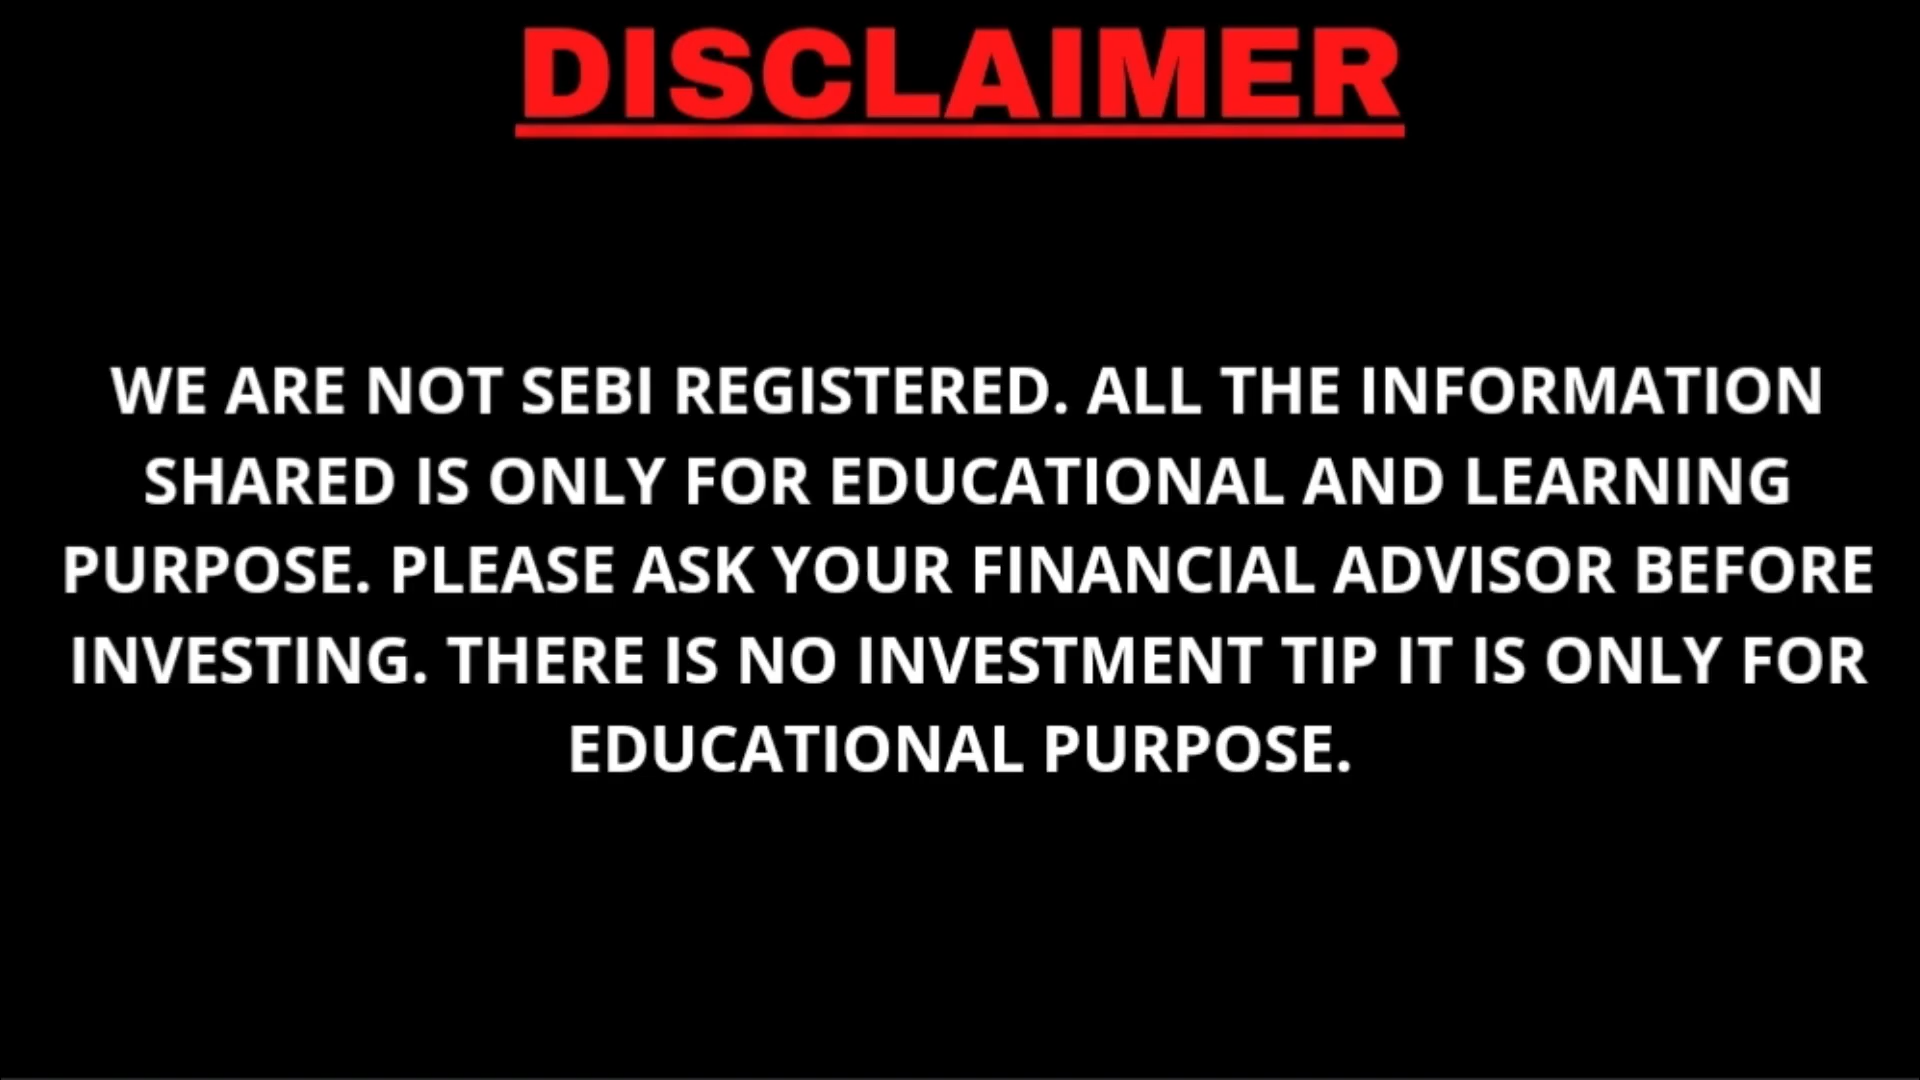 DISCLAIMER
WE ARE NOT SEBI REGISTERED. ALL THE INFORMATION
SHARED IS ONLY FOR EDUCATIONAL AND LEARNING
PURPOSE. PLEASE ASK YOUR FINANCIAL ADVISOR BEFORE
INVESTING. THERE IS NO INVESTMENT TIP IT IS ONLY FOR
EDUCATIONAL PURPOSE.